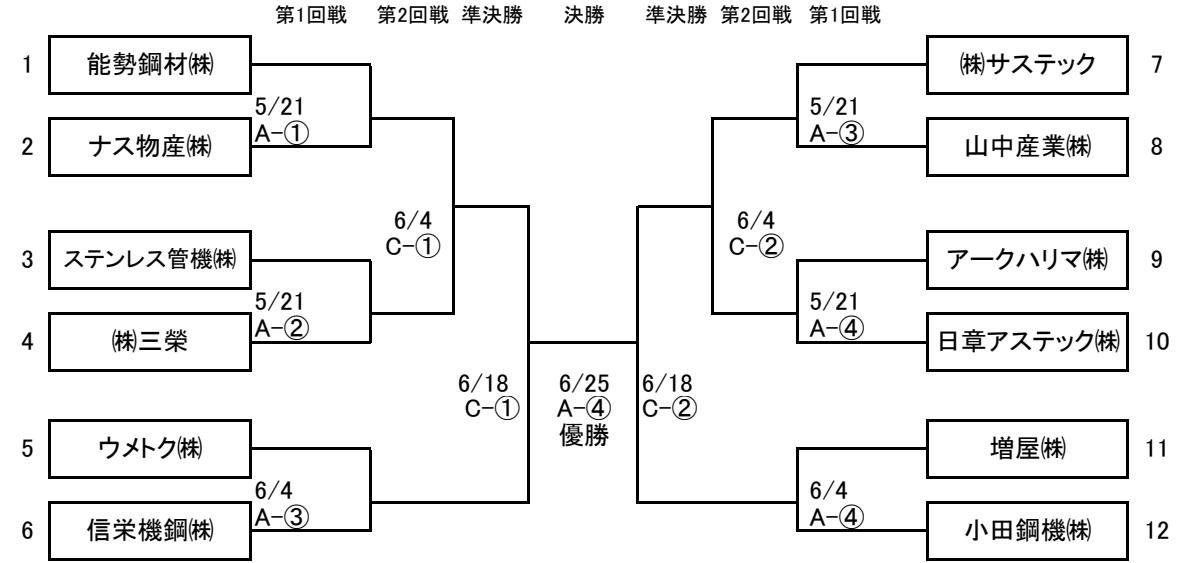 第1回戦 第2回戦 準決勝 決勝 準決勝 第2回戦 第1回戦
1 能勢鋼材㈱ ㈱サステック 7
5/21 5/21
A-① A-③
2 ナス物産㈱ 山中産業㈱ 8
6/4 6/4
C-① C-②
3 ステンレス管機㈱ アークハリマ㈱ 9
5/21 5/21
A-② A-④
4 ㈱三榮 日章アステック㈱ 10
6/18 6/25 6/18
C-① A-④ C-②
優勝
5 ウメトク㈱ 増屋㈱ 11
6/4 6/4
A-③ A-④
6 信栄機鋼㈱ 小田鋼機㈱ 12